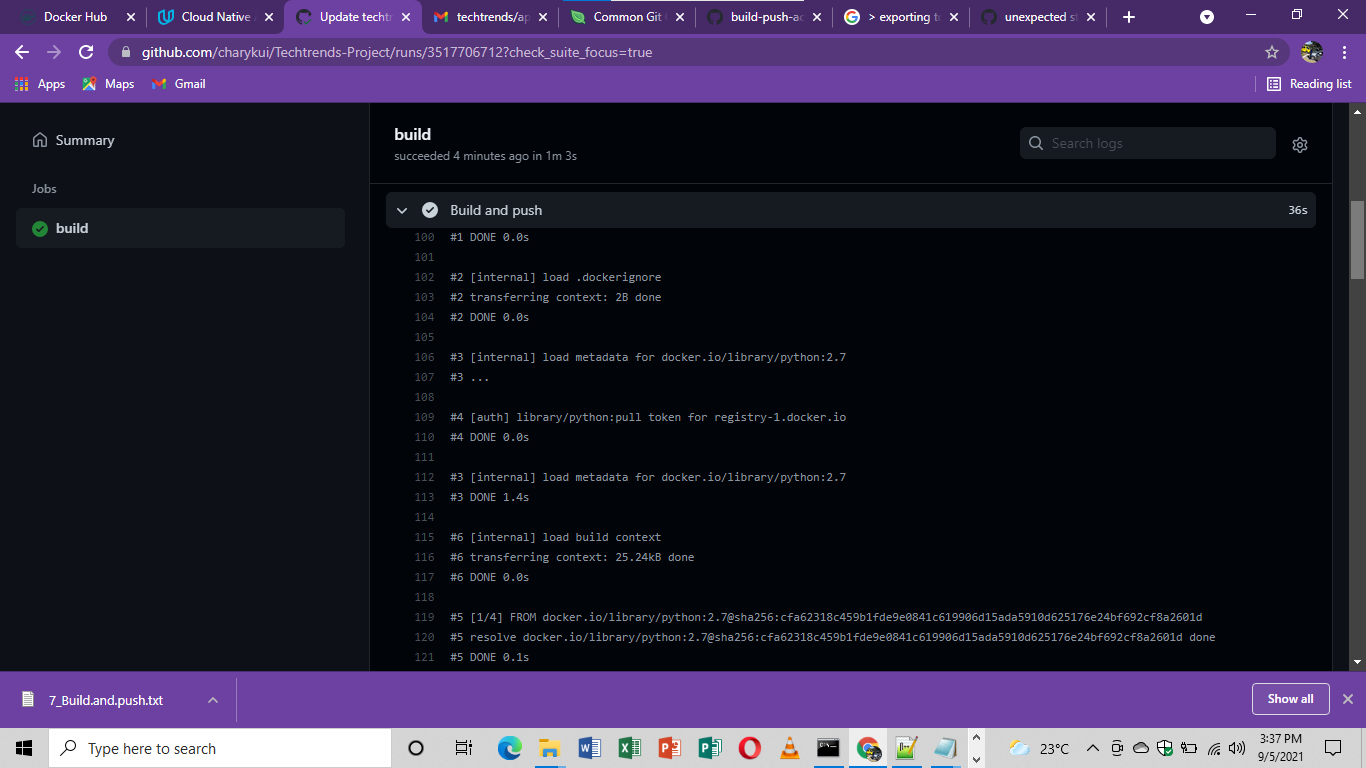 Docker Hub
Cloud Native
Update techt
techtrends/ap
Common Git
build-push-ac
> exporting t
unexpected s
github.com/charykui/Techtrends-Project/runs/3517706712?check_suite_focus=true
Apps
Maps
Gmail
Reading list
Summary
Jobs
build
build
succeeded 4 minutes ago in 1m 3s
Search logs
Build and push
36s
100 #1 DONE 0.0s
101
102 #2 [internal] load .dockerignore
103 #2 transferring context: 2B done
104 #2 DONE 0.0s
105
106 #3 [internal] load metadata for docker.io/library/python:2.7
107 #3 ...
108
109 #4 [auth] library/python:pull token for registry-1.docker.io
110 #4 DONE 0.0s
111
112 #3 [internal] load metadata for docker.io/library/python:2.7
113 #3 DONE 1.4s
114
115 #6 [internal] load build context
116 #6 transferring context: 25.24kB done
117 #6 DONE 0.0s
118
119 #5 [1/4] FROM docker.io/library/python:2.7@sha256:cfa62318c459b1fde9e0841c619906d15ada5910d625176e24bf692cf8a2601d
120 #5 resolve docker.io/library/python:2.7@sha256:cfa62318c459b1fde9e0841c619906d15ada5910d625176e24bf692cf8a2601d done
121 #5 DONE 0.1s
7_Build.and.push.txt
Show all
Type here to search
23°C
3:37 PM
9/5/2021